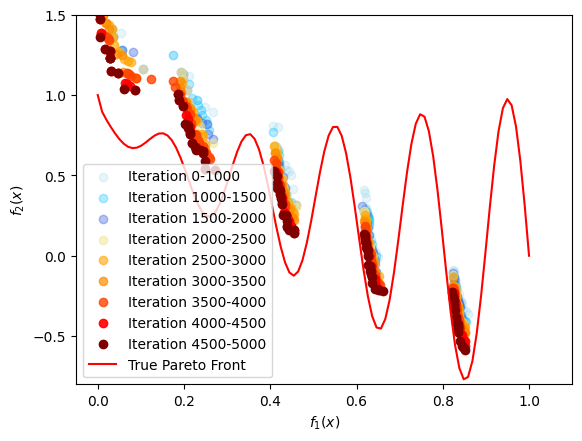 1.5
1.0
0.5
0.0
−0.5
f₂(x)
Iteration 0-1000
Iteration 1000-1500
Iteration 1500-2000
Iteration 2000-2500
Iteration 2500-3000
Iteration 3000-3500
Iteration 3500-4000
Iteration 4000-4500
Iteration 4500-5000
True Pareto Front
0.0 0.2 0.4 0.6 0.8 1.0
f₁(x)